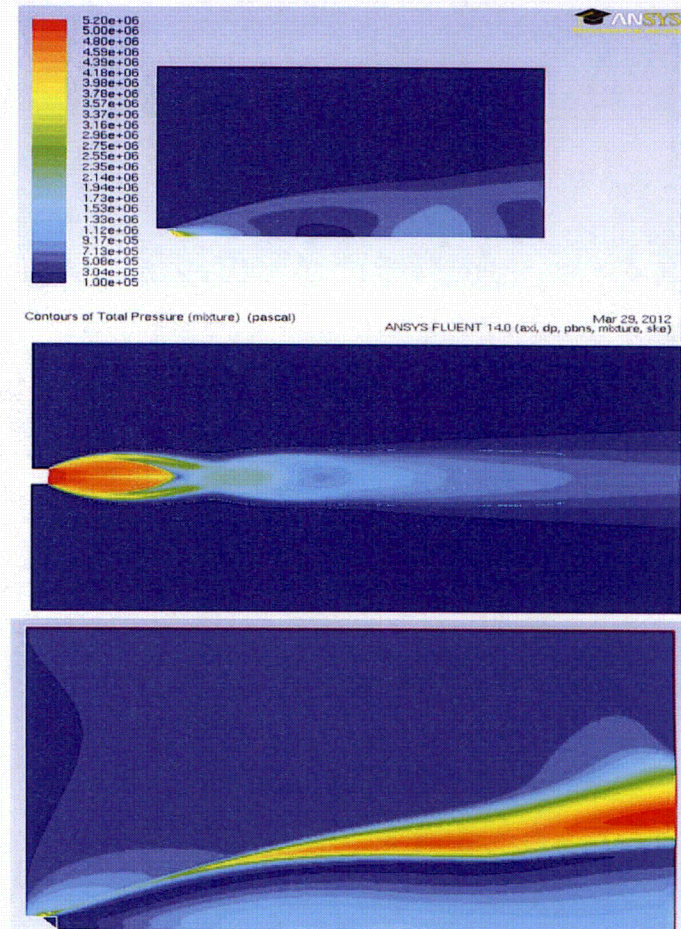 5.20e+06
5.00e+06
4.80e+06
4.59e+06
4.39e+06
4.18e+06
3.98e+06
3.78e+06
3.57e+06
3.37e+06
3.16e+06
2.96e+06
2.75e+06
2.55e+06
2.35e+06
2.14e+06
1.94e+06
1.73e+06
1.53e+06
1.33e+06
1.12e+06
9.17e+05
7.13e+05
5.08e+05
3.04e+05
1.00e+05
ANSYS
Contours of Total Pressure (mixture) (pascal)
Mar 29, 2012
ANSYS FLUENT 14.0 (axi, dp, pbns, mixture, ske)